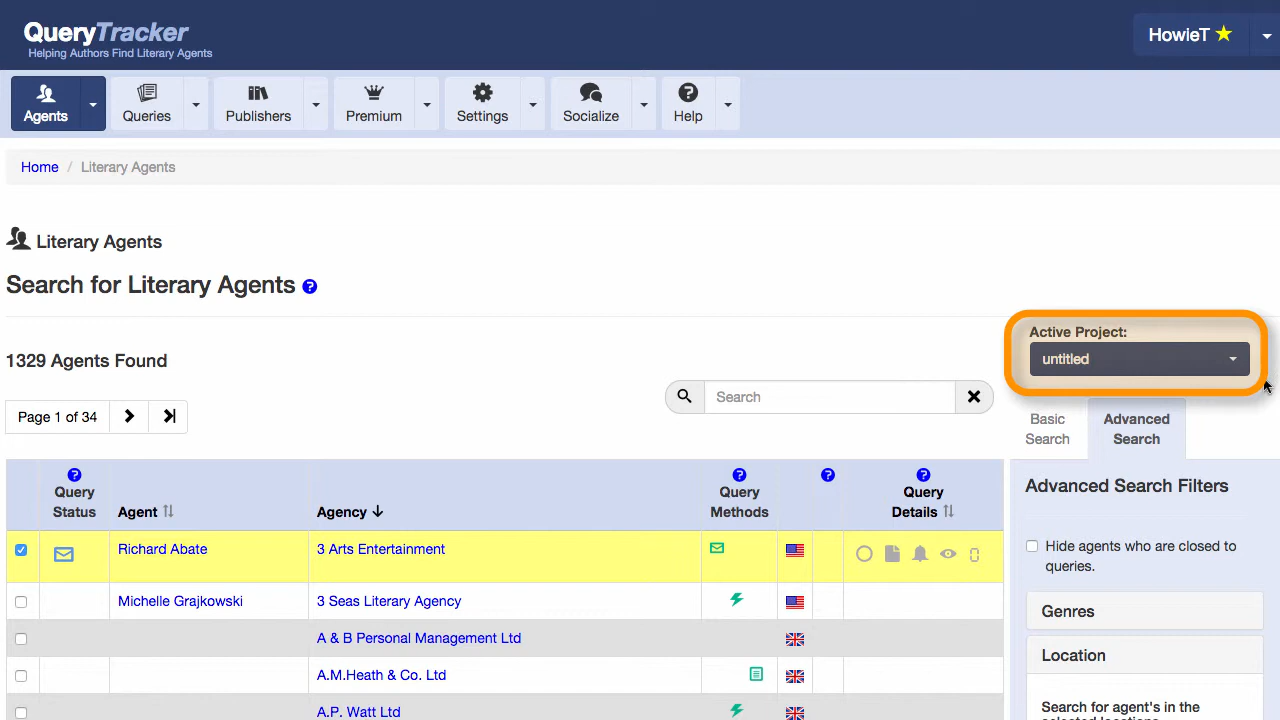 QueryTracker
Helping Authors Find Literary Agents
HowieT
Agents
Queries
Publishers
Premium
Settings
Socialize
Help
Home / Literary Agents
Literary Agents
Search for Literary Agents
Active Project:
untitled
1329 Agents Found
Search
Page 1 of 34
Basic
Search
Advanced
Search
Query
Status
Agent
Agency
Query
Methods
Query
Details
Richard Abate
3 Arts Entertainment
Michelle Grajkowski
3 Seas Literary Agency
A & B Personal Management Ltd
A.M.Heath & Co. Ltd
A.P. Watt Ltd
Advanced Search Filters
Hide agents who are closed to
queries.
Genres
Location
Search for agent's in the
selected locations